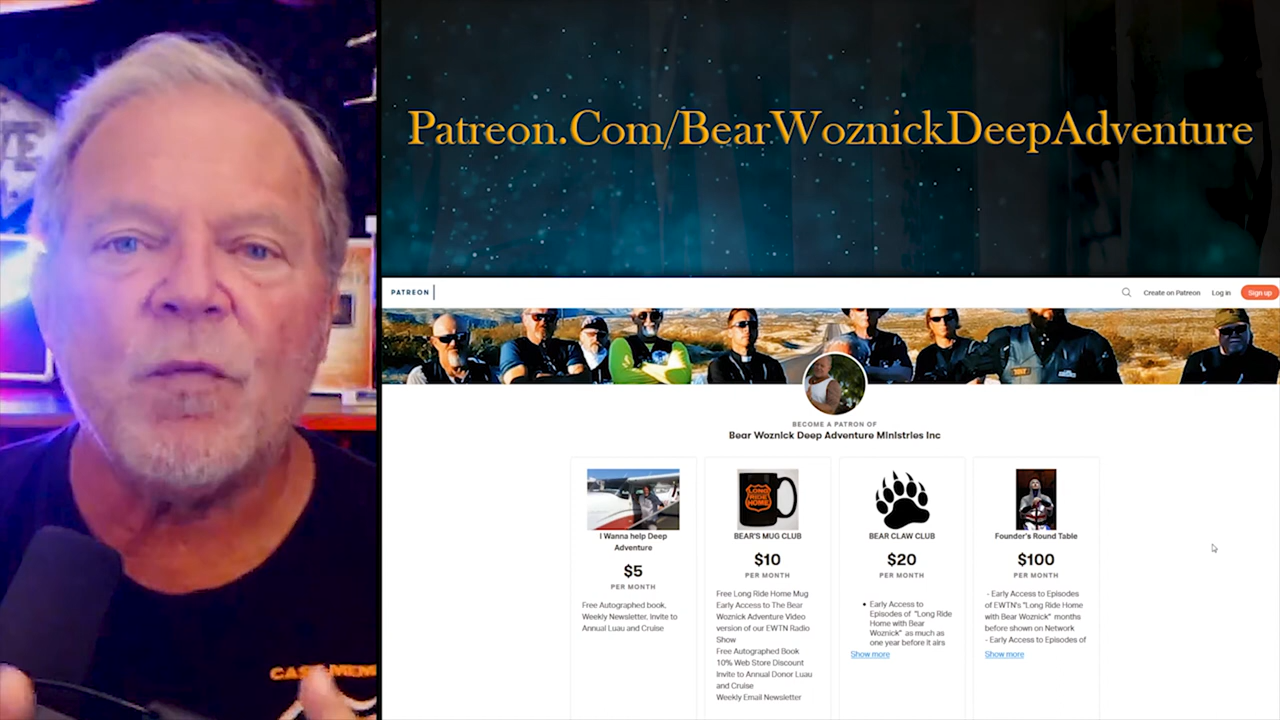 Patreon.Com/BearWoznickDeepAdventure
PATREON
Create on Patreon
Log in
Sign up
BECOME A PATRON OF
Bear Woznick Deep Adventure Ministries Inc
I Wanna help Deep
Adventure
$5
PER MONTH
Free Autographed book,
Weekly Newsletter, Invite to
Annual Luau and Cruise
LONG
RIDE
HOME
BEAR'S MUG CLUB
$10
PER MONTH
Free Long Ride Home Mug
Early Access to The Bear
Woznick Adventure Video
version of our EWTN Radio
Show
Free Autographed Book
10% Web Store Discount
Invite to Annual Donor Luau
and Cruise
Weekly Email Newsletter
BEAR CLAW CLUB
$20
PER MONTH
• Early Access to
Episodes of "Long Ride
Home with Bear
Woznick" as much as
one year before it airs
Show more
Founder's Round Table
$100
PER MONTH
- Early Access to Episodes
of EWTN's "Long Ride Home
with Bear Woznick" months
before shown on Network
- Early Access to Episodes of
Show more